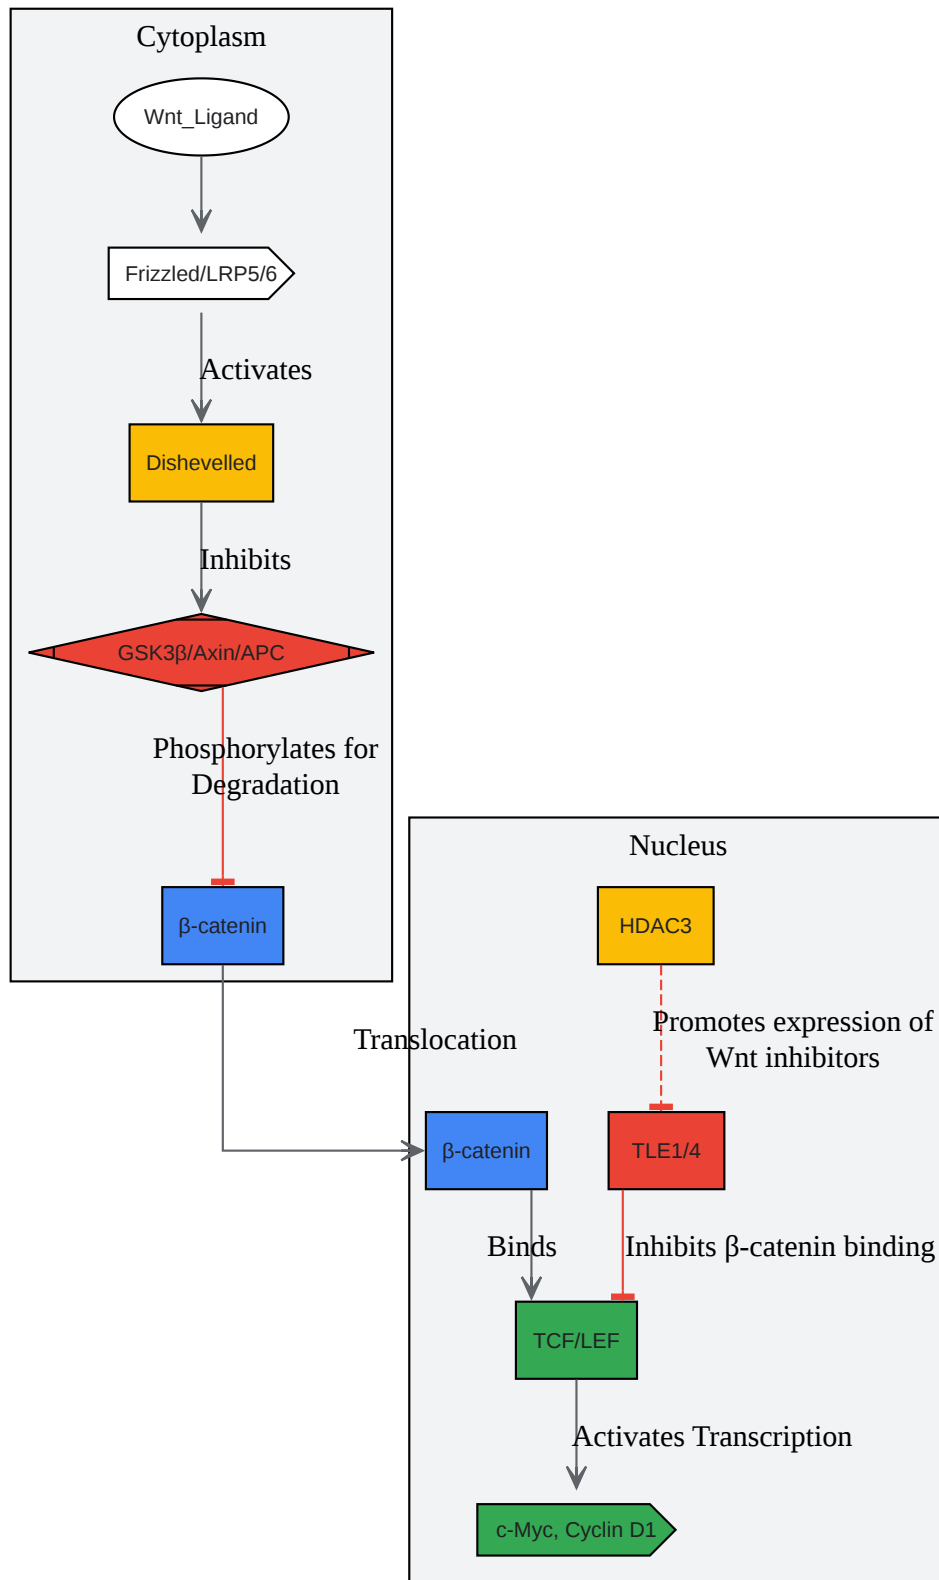 Cytoplasm
Wnt_Ligand
Frizzled/LRP5/6
Activates
Dishevelled
Inhibits
GSK3β/Axin/APC
Phosphorylates for
Degradation
β-catenin
Translocation
Nucleus
HDAC3
Promotes expression of
Wnt inhibitors
β-catenin
TLE1/4
Binds
Inhibits β-catenin binding
TCF/LEF
Activates Transcription
c-Myc, Cyclin D1